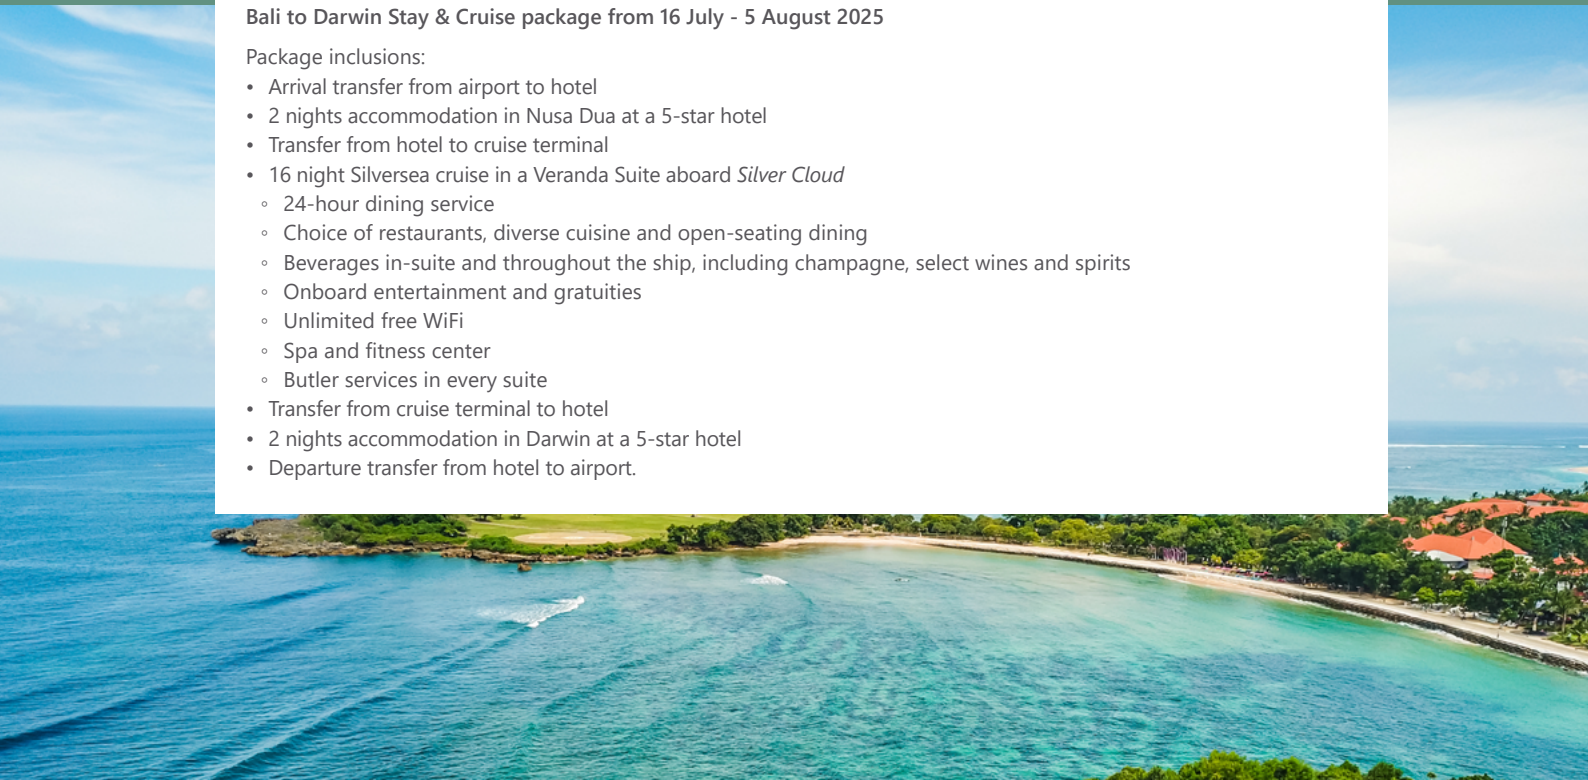 Bali to Darwin Stay & Cruise package from 16 July - 5 August 2025
Package inclusions:
• Arrival transfer from airport to hotel
• 2 nights accommodation in Nusa Dua at a 5-star hotel
• Transfer from hotel to cruise terminal
• 16 night Silversea cruise in a Veranda Suite aboard Silver Cloud
◦ 24-hour dining service
◦ Choice of restaurants, diverse cuisine and open-seating dining
◦ Beverages in-suite and throughout the ship, including champagne, select wines and spirits
◦ Onboard entertainment and gratuities
◦ Unlimited free WiFi
◦ Spa and fitness center
◦ Butler services in every suite
• Transfer from cruise terminal to hotel
• 2 nights accommodation in Darwin at a 5-star hotel
• Departure transfer from hotel to airport.